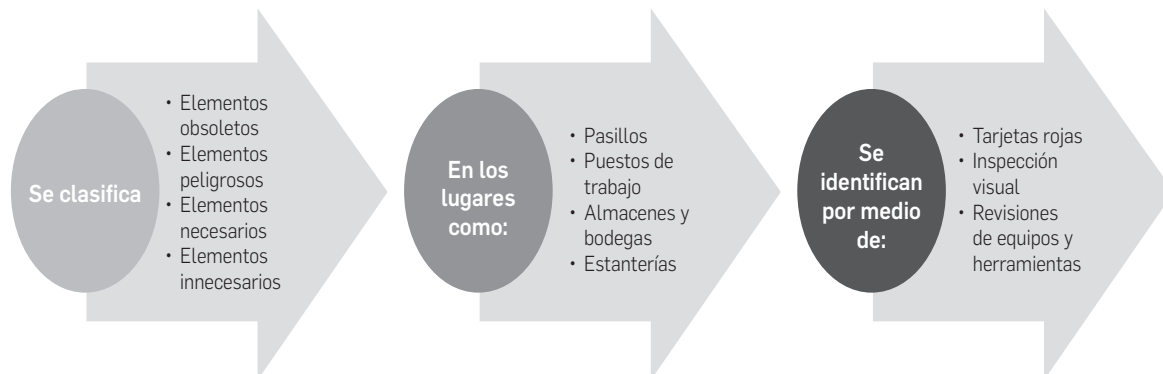 Se clasifica
• Elementos
obsoletos
• Elementos
peligrosos
• Elementos
necesarios
• Elementos
innecesarios
En los
lugares
como:
• Pasillos
• Puestos de
trabajo
• Almacenes y
bodegas
• Estanterías
Se
identifican
por medio
de:
• Tarjetas rojas
• Inspección
visual
• Revisiones
de equipos y
herramientas